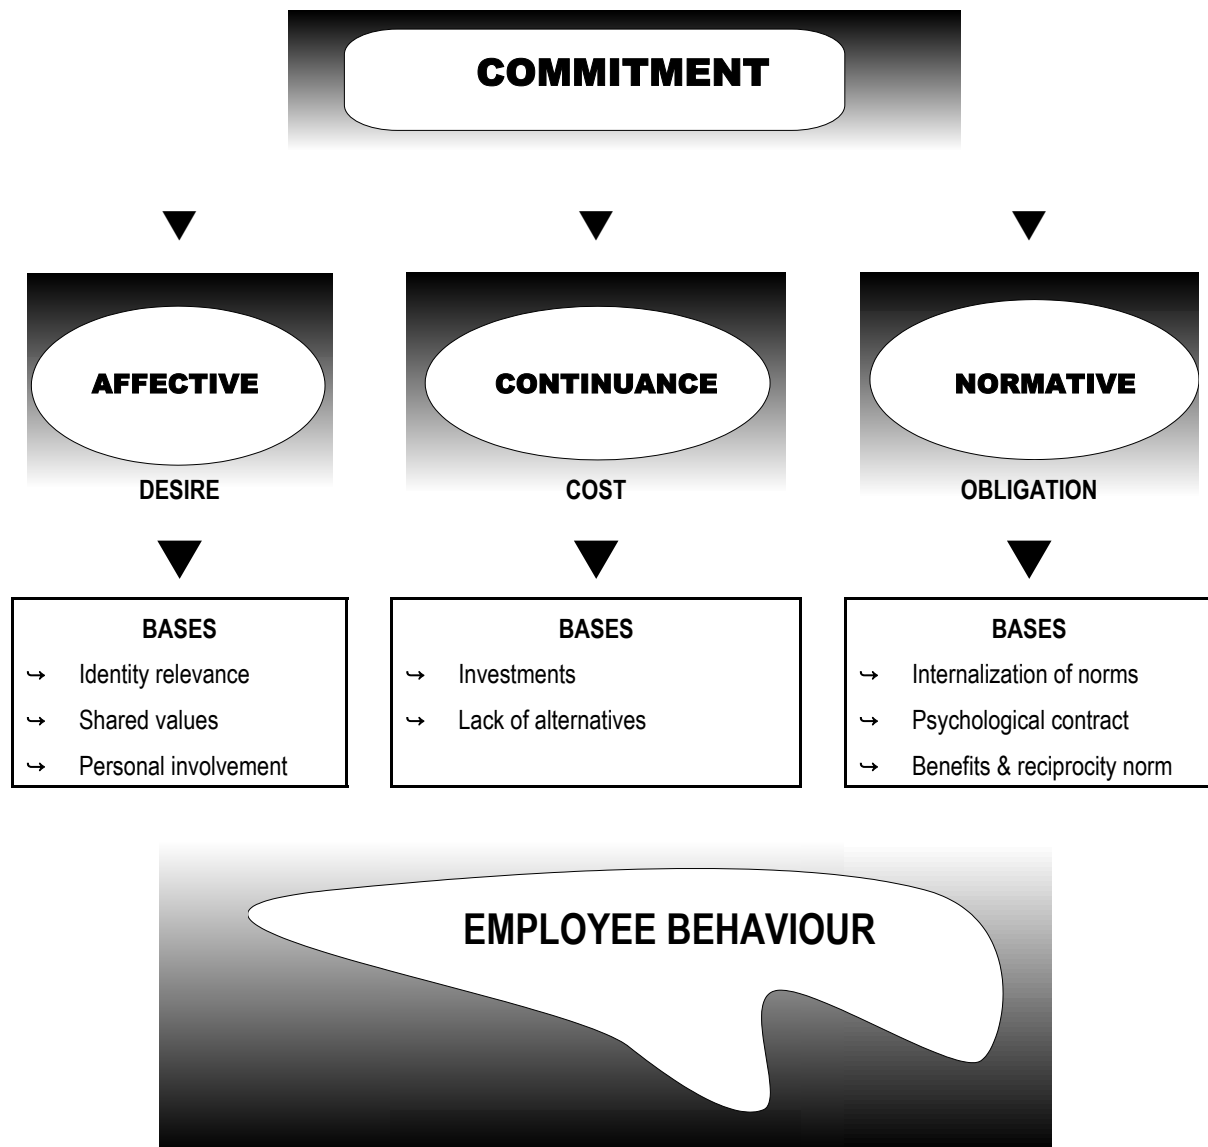 COMMITMENT
AFFECTIVE
CONTINUANCE
NORMATIVE
DESIRE
COST
OBLIGATION
BASES
↪ Identity relevance
↪ Shared values
↪ Personal involvement
BASES
↪ Investments
↪ Lack of alternatives
BASES
↪ Internalization of norms
↪ Psychological contract
↪ Benefits & reciprocity norm
EMPLOYEE BEHAVIOUR